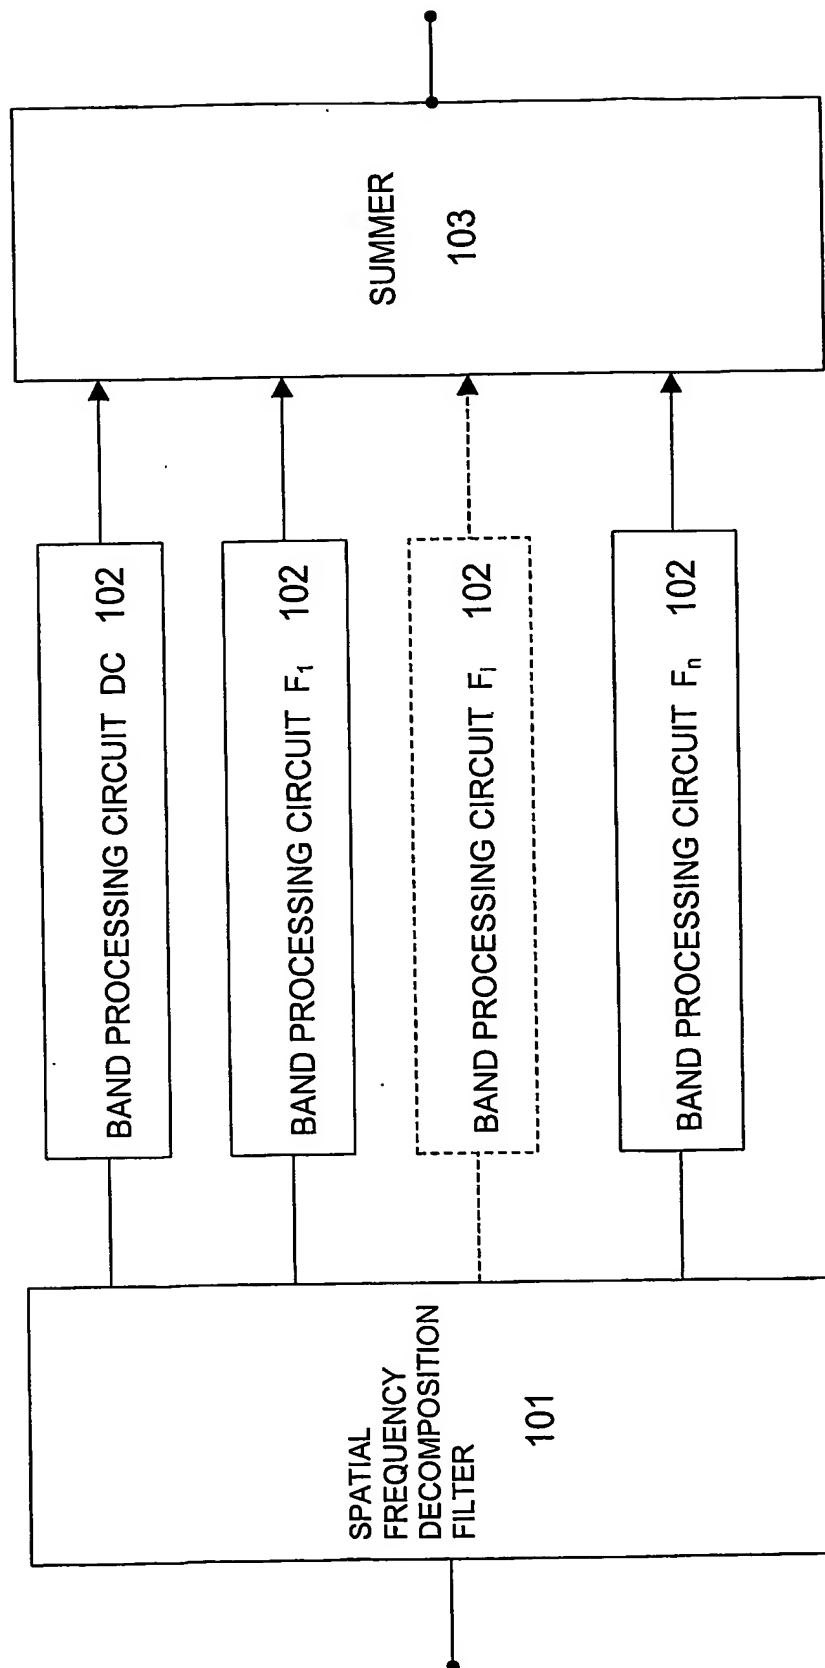 SPATIAL
FREQUENCY
DECOMPOSITION
FILTER
101
BAND PROCESSING CIRCUIT DC 102
BAND PROCESSING CIRCUIT F1 102
BAND PROCESSING CIRCUIT Fj 102
BAND PROCESSING CIRCUIT Fn 102
SUMMER
103